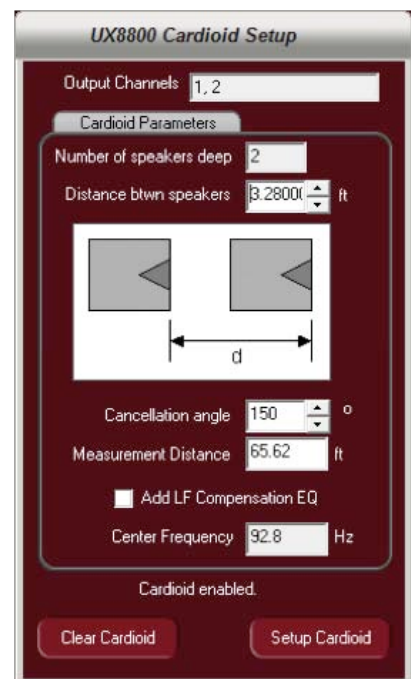 UX8800 Cardioid Setup
Output Channels 1, 2
Cardioid Parameters
Number of speakers deep 2
Distance btwn speakers 3.2800( ft
d
Cancellation angle 150 °
Measurement Distance 65.62 ft
Add LF Compensation EQ
Center Frequency 92.8 Hz
Cardioid enabled.
Clear Cardioid Setup Cardioid